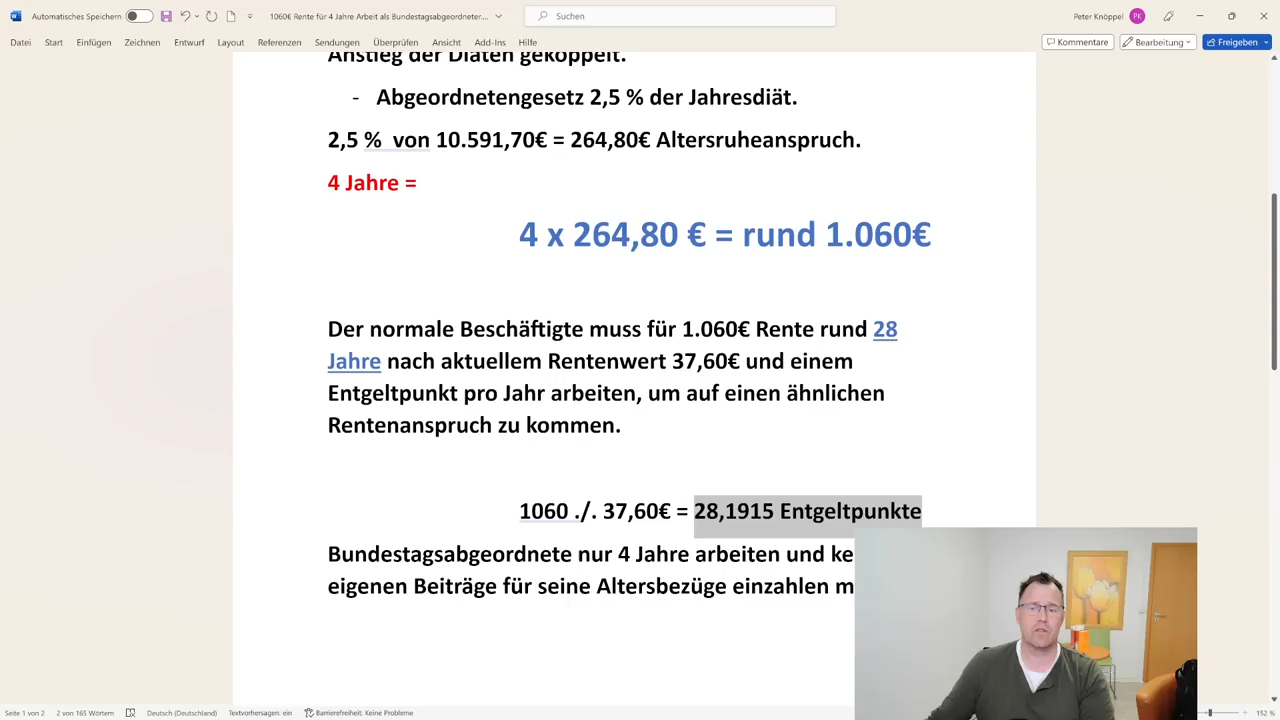 Automatisches Speichern
1060€ Rente für 4 Jahre Arbeit als Bundestagsabgeordneter....
Suchen
Peter Knöppel
PK
Datei Start Einfügen Zeichnen Entwurf Layout Referenzen Sendungen Überprüfen Ansicht Add-Ins Hilfe
Kommentare Bearbeitung Freigeben
Anstieg der Diäten gekoppelt.
- Abgeordnetengesetz 2,5 % der Jahresdiät.
2,5 % von 10.591,70€ = 264,80€ Altersruheanspruch.
4 Jahre =
4 x 264,80 € = rund 1.060€
Der normale Beschäftigte muss für 1.060€ Rente rund 28
Jahre nach aktuellem Rentenwert 37,60€ und einem
Entgeltpunkt pro Jahr arbeiten, um auf einen ähnlichen
Rentenanspruch zu kommen.
1060 ./. 37,60€ = 28,1915 Entgeltpunkte
Bundestagsabgeordnete nur 4 Jahre arbeiten und ke
eigenen Beiträge für seine Altersbezüge einzahlen m
Seite 1 von 2 2 von 165 Wörtern Deutsch (Deutschland) Textvorhersagen: ein Barrierefreiheit: Keine Probleme
152 %